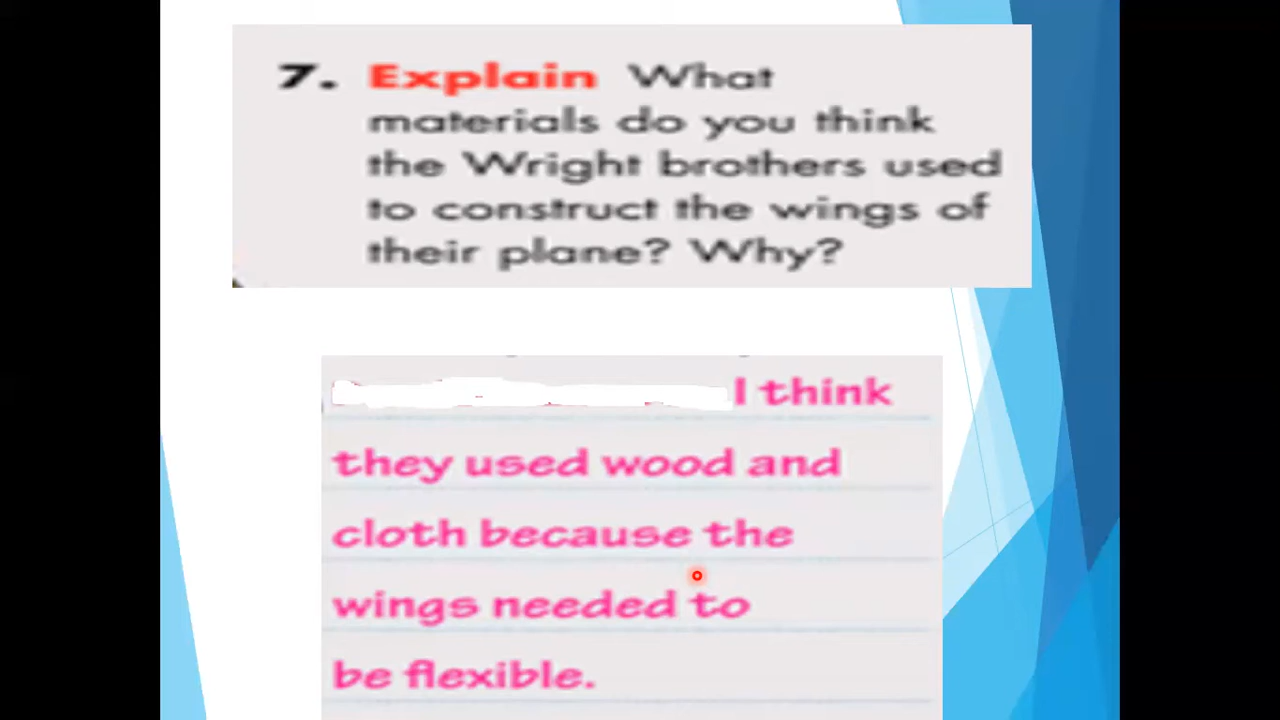 7. Explain What
materials do you think
the Wright brothers used
to construct the wings of
their plane? Why?
I think
they used wood and
cloth because the
wings needed to
be flexible.